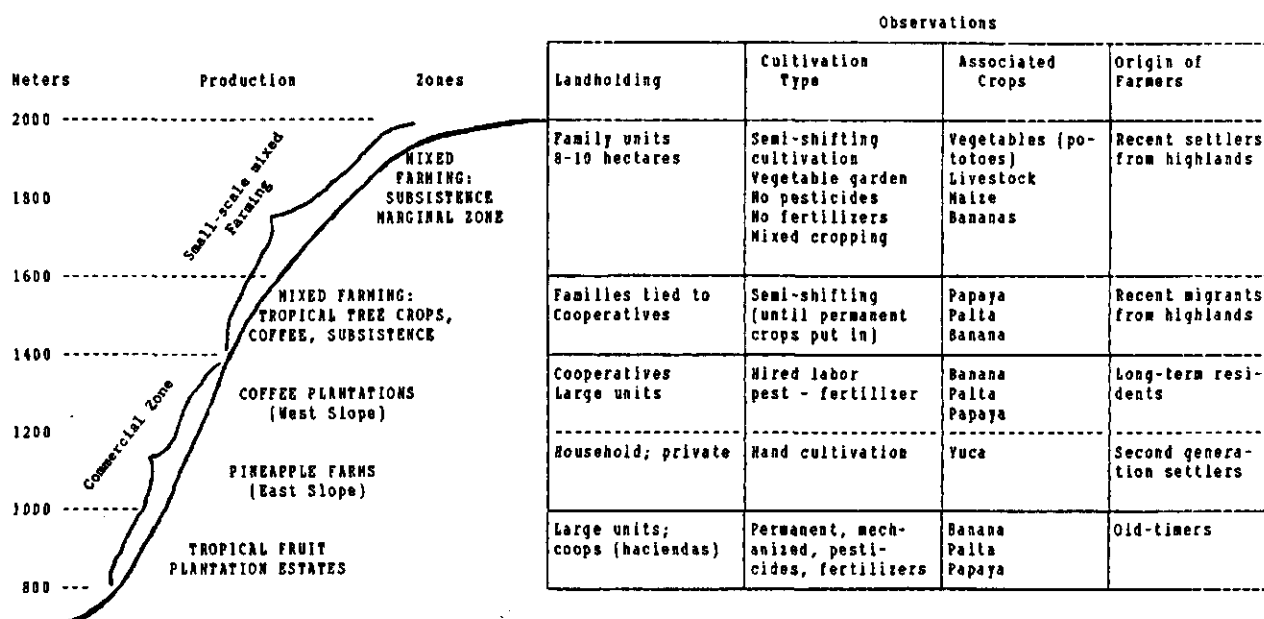 Observations
Meters Production Zones
Landholding
Cultivation
Type
Associated
Crops
Origin of
Farmers
2000
1800
1600
1400
1200
1000
800
Small-scale mixed
Farming
Commercial Zone
MIXED
FARMING:
SUBSISTENCE
MARGINAL ZONE
MIXED FARMING:
TROPICAL TREE CROPS,
COFFEE, SUBSISTENCE
COFFEE PLANTATIONS
(West Slope)
PINEAPPLE FARMS
(East Slope)
TROPICAL FRUIT
PLANTATION ESTATES
Family units
8-10 hectares
Semi-shifting
cultivation
Vegetable garden
No pesticides
No fertilizers
Mixed cropping
Vegetables (po-
totoes)
Livestock
Maize
Bananas
Recent settlers
from highlands
Families tied to
Cooperatives
Semi-shifting
(until permanent
crops put in)
Papaya
Palta
Banana
Recent migrants
from highlands
Cooperatives
Large units
Hired labor
pest - fertilizer
Banana
Palta
Papaya
Long-term resi-
dents
Household; private
Hand cultivation
Yuca
Second genera-
tion settlers
Large units;
coops (haciendas)
Permanent, mech-
anized, pesti-
cides, fertilizers
Banana
Palta
Papaya
Old-timers